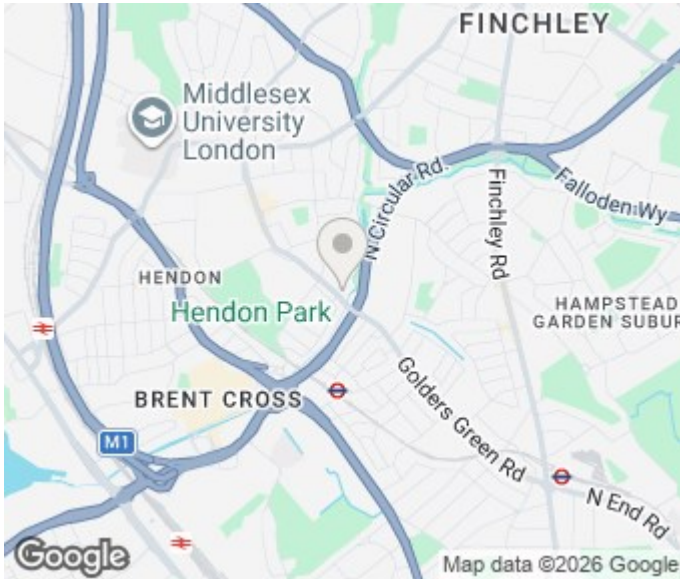 FINCHLEY
Middlesex
University
London
N Circular Rd.
Falloden Wy
Finchley Rd
HENDON
Hendon Park
HAMPSTEAD
GARDEN SUBUR
BRENT CROSS
Golders Green Rd
M1
N End Rd
Google
Map data ©2026 Google